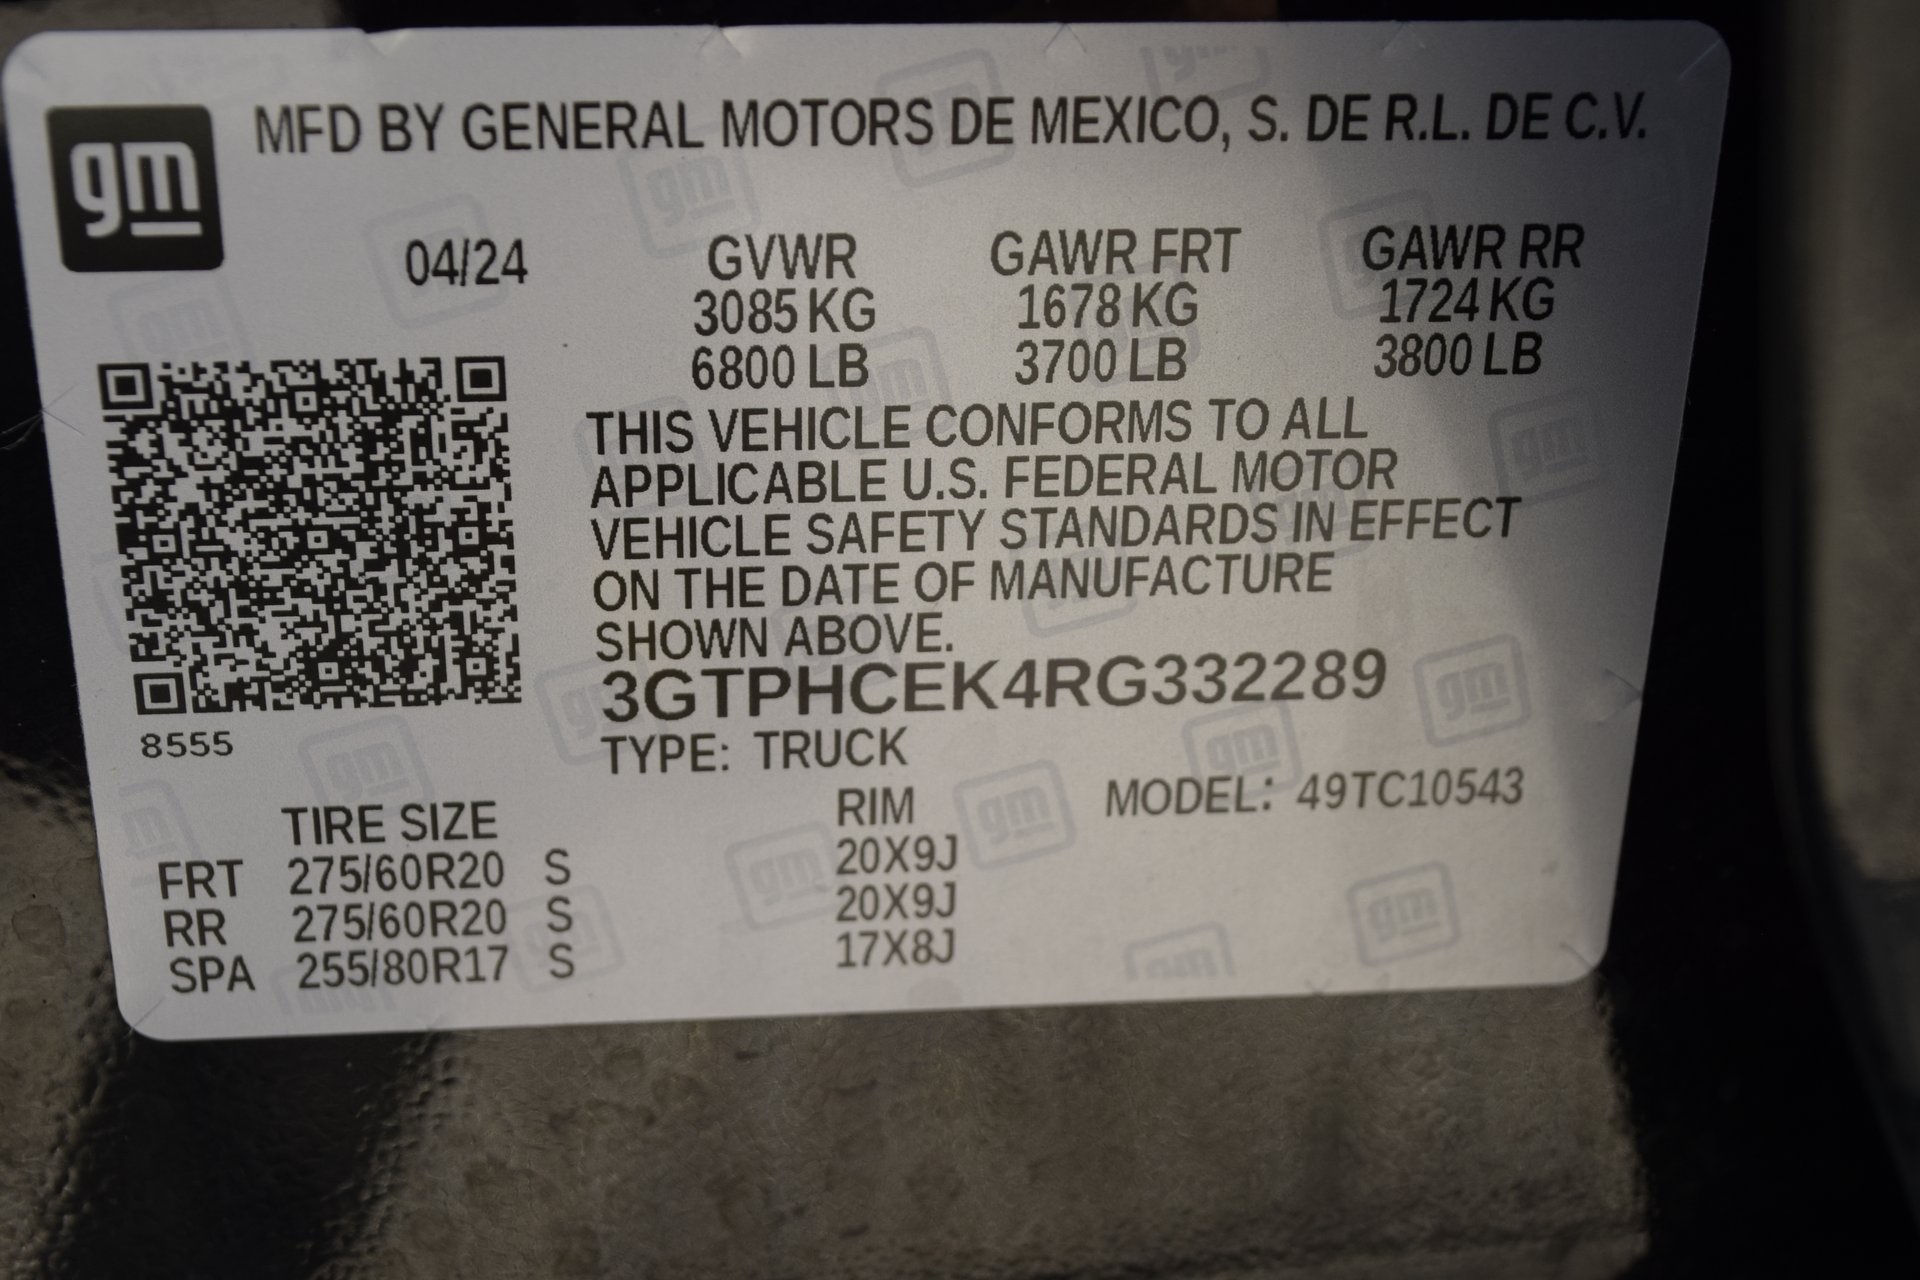 gm
MFD BY GENERAL MOTORS DE MEXICO, S. DE R.L. DE C.V.
04/24 GVWR GAWR FRT GAWR RR
3085 KG 1678 KG 1724 KG
6800 LB 3700 LB 3800 LB
THIS VEHICLE CONFORMS TO ALL
APPLICABLE U.S. FEDERAL MOTOR
VEHICLE SAFETY STANDARDS IN EFFECT
ON THE DATE OF MANUFACTURE
SHOWN ABOVE.
3GTPHCEK4RG332289
8555
TYPE: TRUCK
MODEL: 49TC10543
TIRE SIZE RIM
FRT 275/60R20 S 20X9J
RR 275/60R20 S 20X9J
SPA 255/80R17 S 17X8J